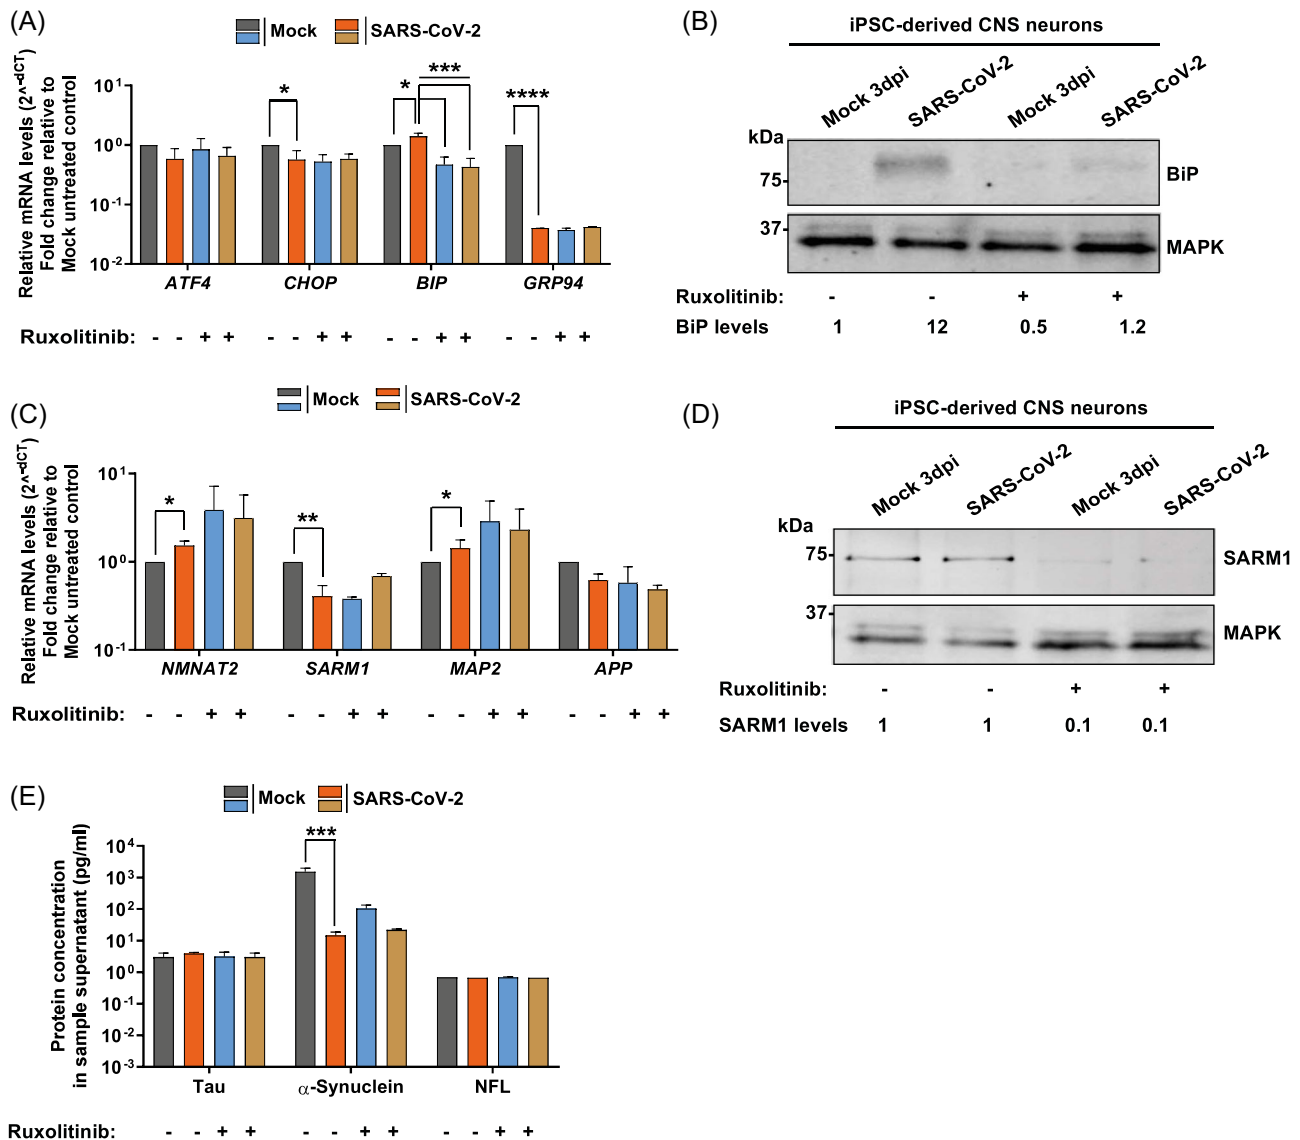 (A)
Mock SARS-CoV-2
Relative mRNA levels (2^-dCT)
Fold change relative to
Mock untreated control
10¹
10⁰
10⁻¹
10⁻²
* * *** ****
ATF4 CHOP BIP GRP94
Ruxolitinib: - - + + - - + + - - + + - - + +
(B)
iPSC-derived CNS neurons
Mock 3dpi SARS-CoV-2 Mock 3dpi SARS-CoV-2
kDa
75
BiP
37
MAPK
Ruxolitinib: - - + +
BiP levels 1 12 0.5 1.2
(C)
Mock SARS-CoV-2
Relative mRNA levels (2^-dCT)
Fold change relative to
Mock untreated control
10¹
10⁰
10⁻¹
* ** *
NMNAT2 SARM1 MAP2 APP
Ruxolitinib: - - + + - - + + - - + + - - + +
(D)
iPSC-derived CNS neurons
Mock 3dpi SARS-CoV-2 Mock 3dpi SARS-CoV-2
kDa
75
SARM1
37
MAPK
Ruxolitinib: - - + +
SARM1 levels 1 1 0.1 0.1
(E)
Mock SARS-CoV-2
Protein concentration
in sample supernatant (pg/ml)
10⁴
10³
10²
10¹
10⁰
10⁻¹
10⁻²
10⁻³
***
Tau α-Synuclein NFL
Ruxolitinib: - - + + - - + + - - + +